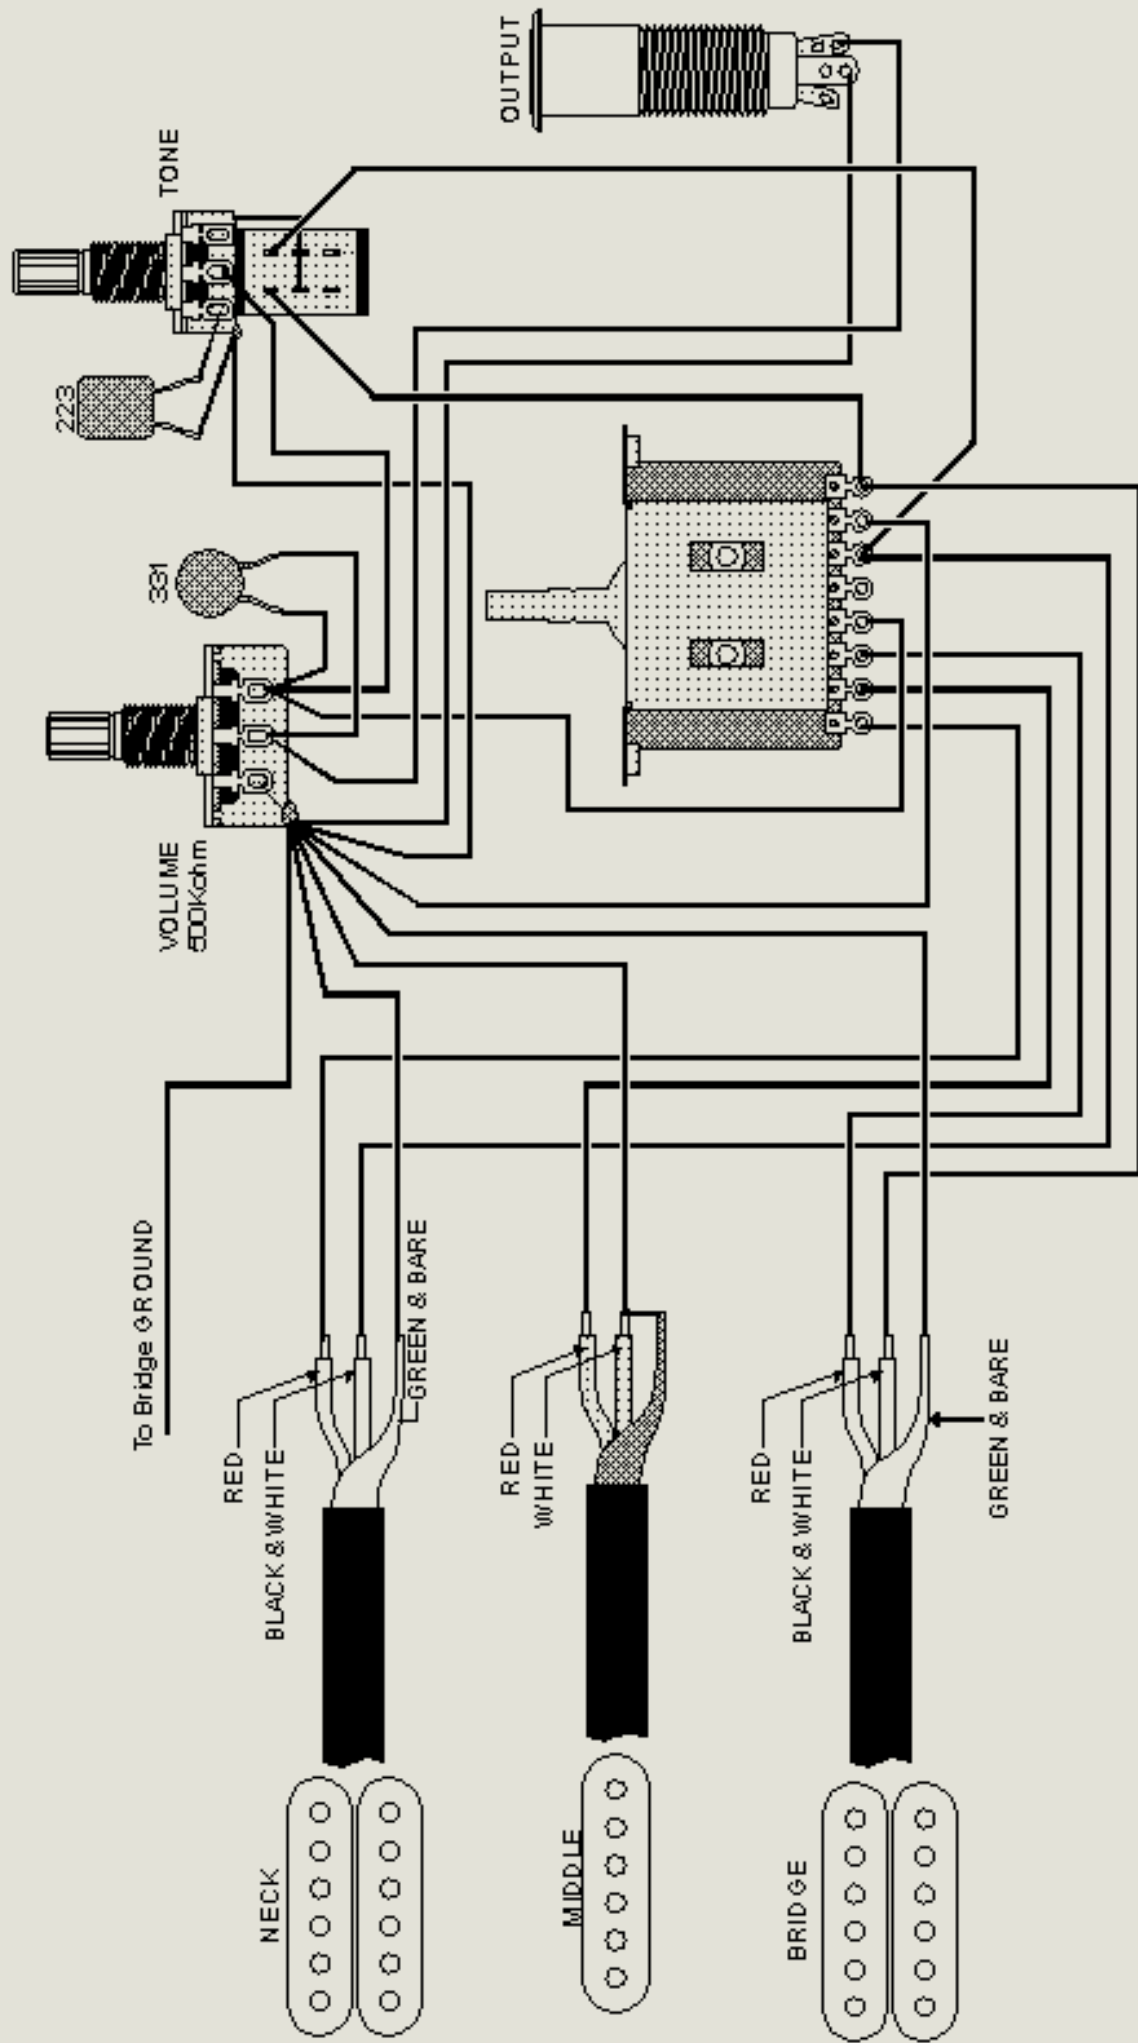 OUTPUT
TONE
223
331
VOLUME
500Kohm
To Bridge GROUND
RED
BLACK & WHITE
GREEN & BARE
NECK
RED
WHITE
MIDDLE
RED
BLACK & WHITE
GREEN & BARE
BRIDGE